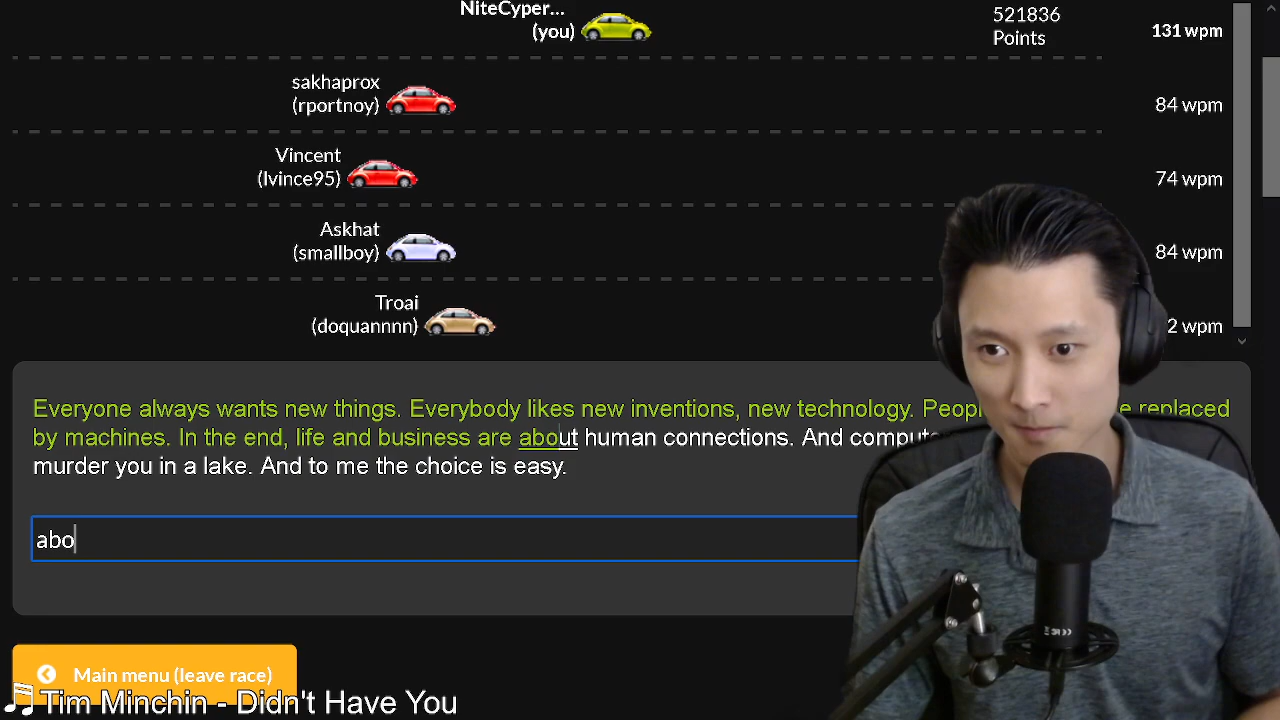 NiteCyper...
(you)
521836
Points
131 wpm
sakhaprox
(rportnoy)
84 wpm
Vincent
(lvince95)
74 wpm
Askhat
(smallboy)
84 wpm
Troai
(doquannnn)
2 wpm
Everyone always wants new things. Everybody likes new inventions, new technology. replaced
by machines. In the end, life and business are about human connections. And
murder you in a lake. And to me the choice is easy.
abo
Main menu (leave race)
Tim Minchin - Didn't Have You